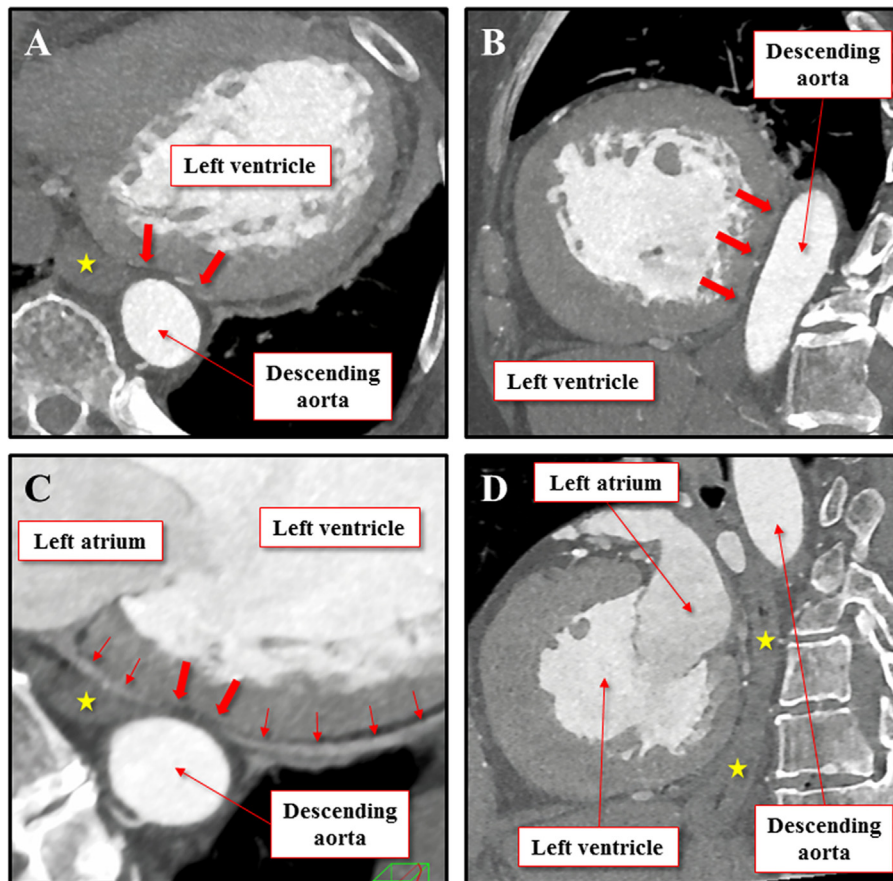 A
Left ventricle
Descending
aorta
B
Descending
aorta
Left ventricle
C
Left atrium
Left ventricle
Descending
aorta
D
Left atrium
Left ventricle
Descending
aorta